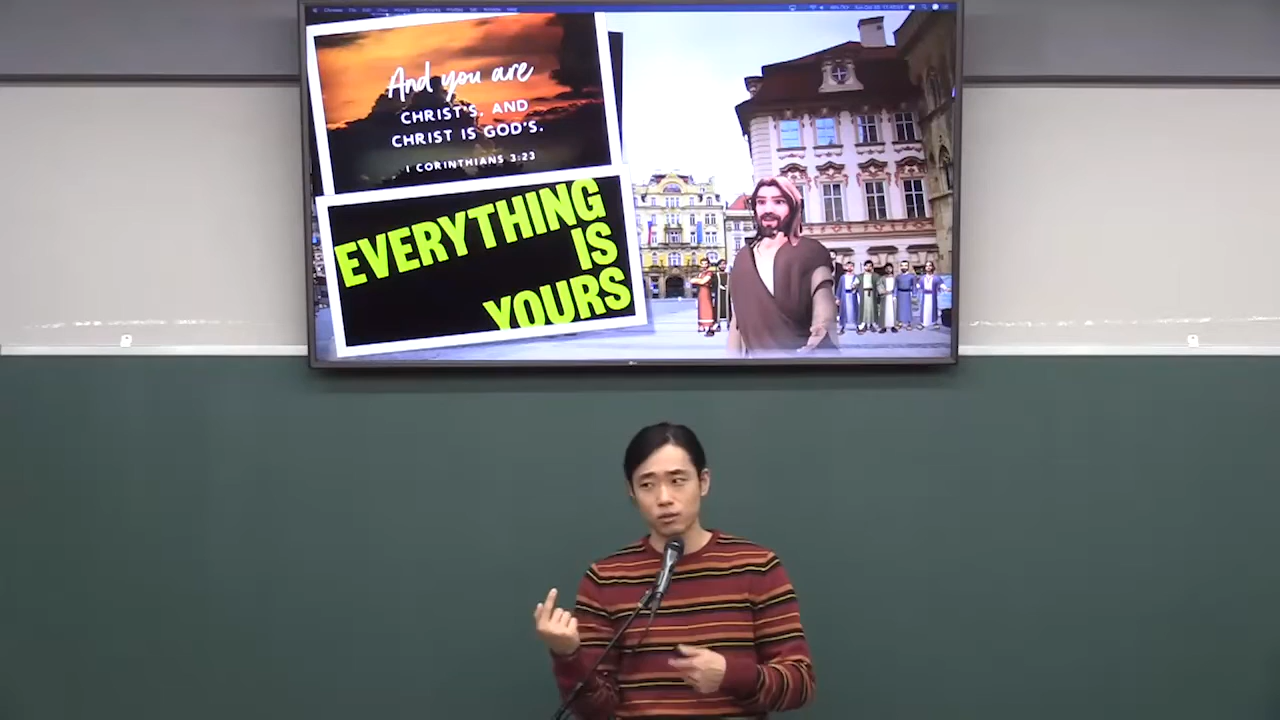 And you are
CHRIST'S, AND
CHRIST IS GOD'S.
1 CORINTHIANS 3:23
EVERYTHING
IS
YOURS